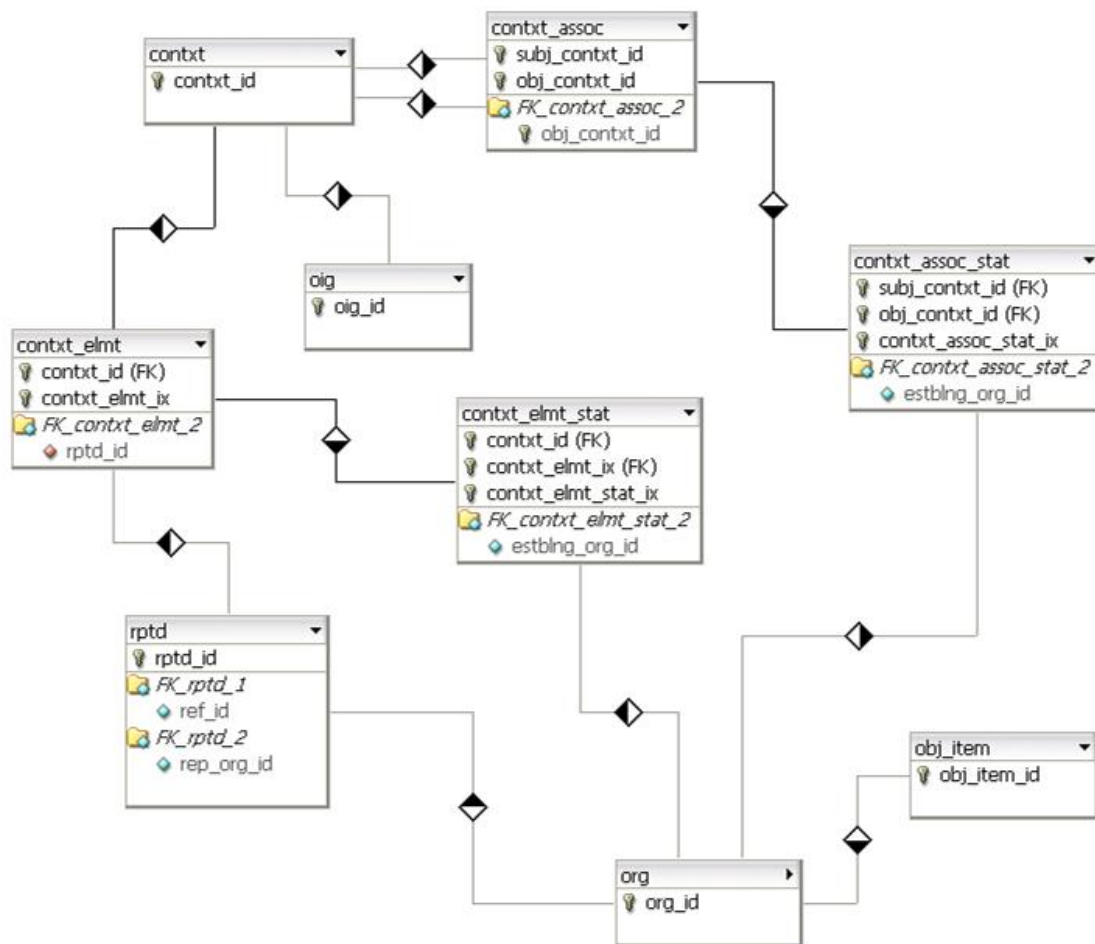 contxt_assoc
subj_contxt_id
obj_contxt_id
FK_contxt_assoc_2
obj_contxt_id
contxt
contxt_id
oig
oig_id
contxt_assoc_stat
subj_contxt_id (FK)
obj_contxt_id (FK)
contxt_assoc_stat_ix
FK_contxt_assoc_stat_2
estblng_org_id
contxt_elmt
contxt_id (FK)
contxt_elmt_ix
FK_contxt_elmt_2
rptd_id
contxt_elmt_stat
contxt_id (FK)
contxt_elmt_ix (FK)
contxt_elmt_stat_ix
FK_contxt_elmt_stat_2
estblng_org_id
rptd
rptd_id
FK_rptd_1
ref_id
FK_rptd_2
rep_org_id
obj_item
obj_item_id
org
org_id